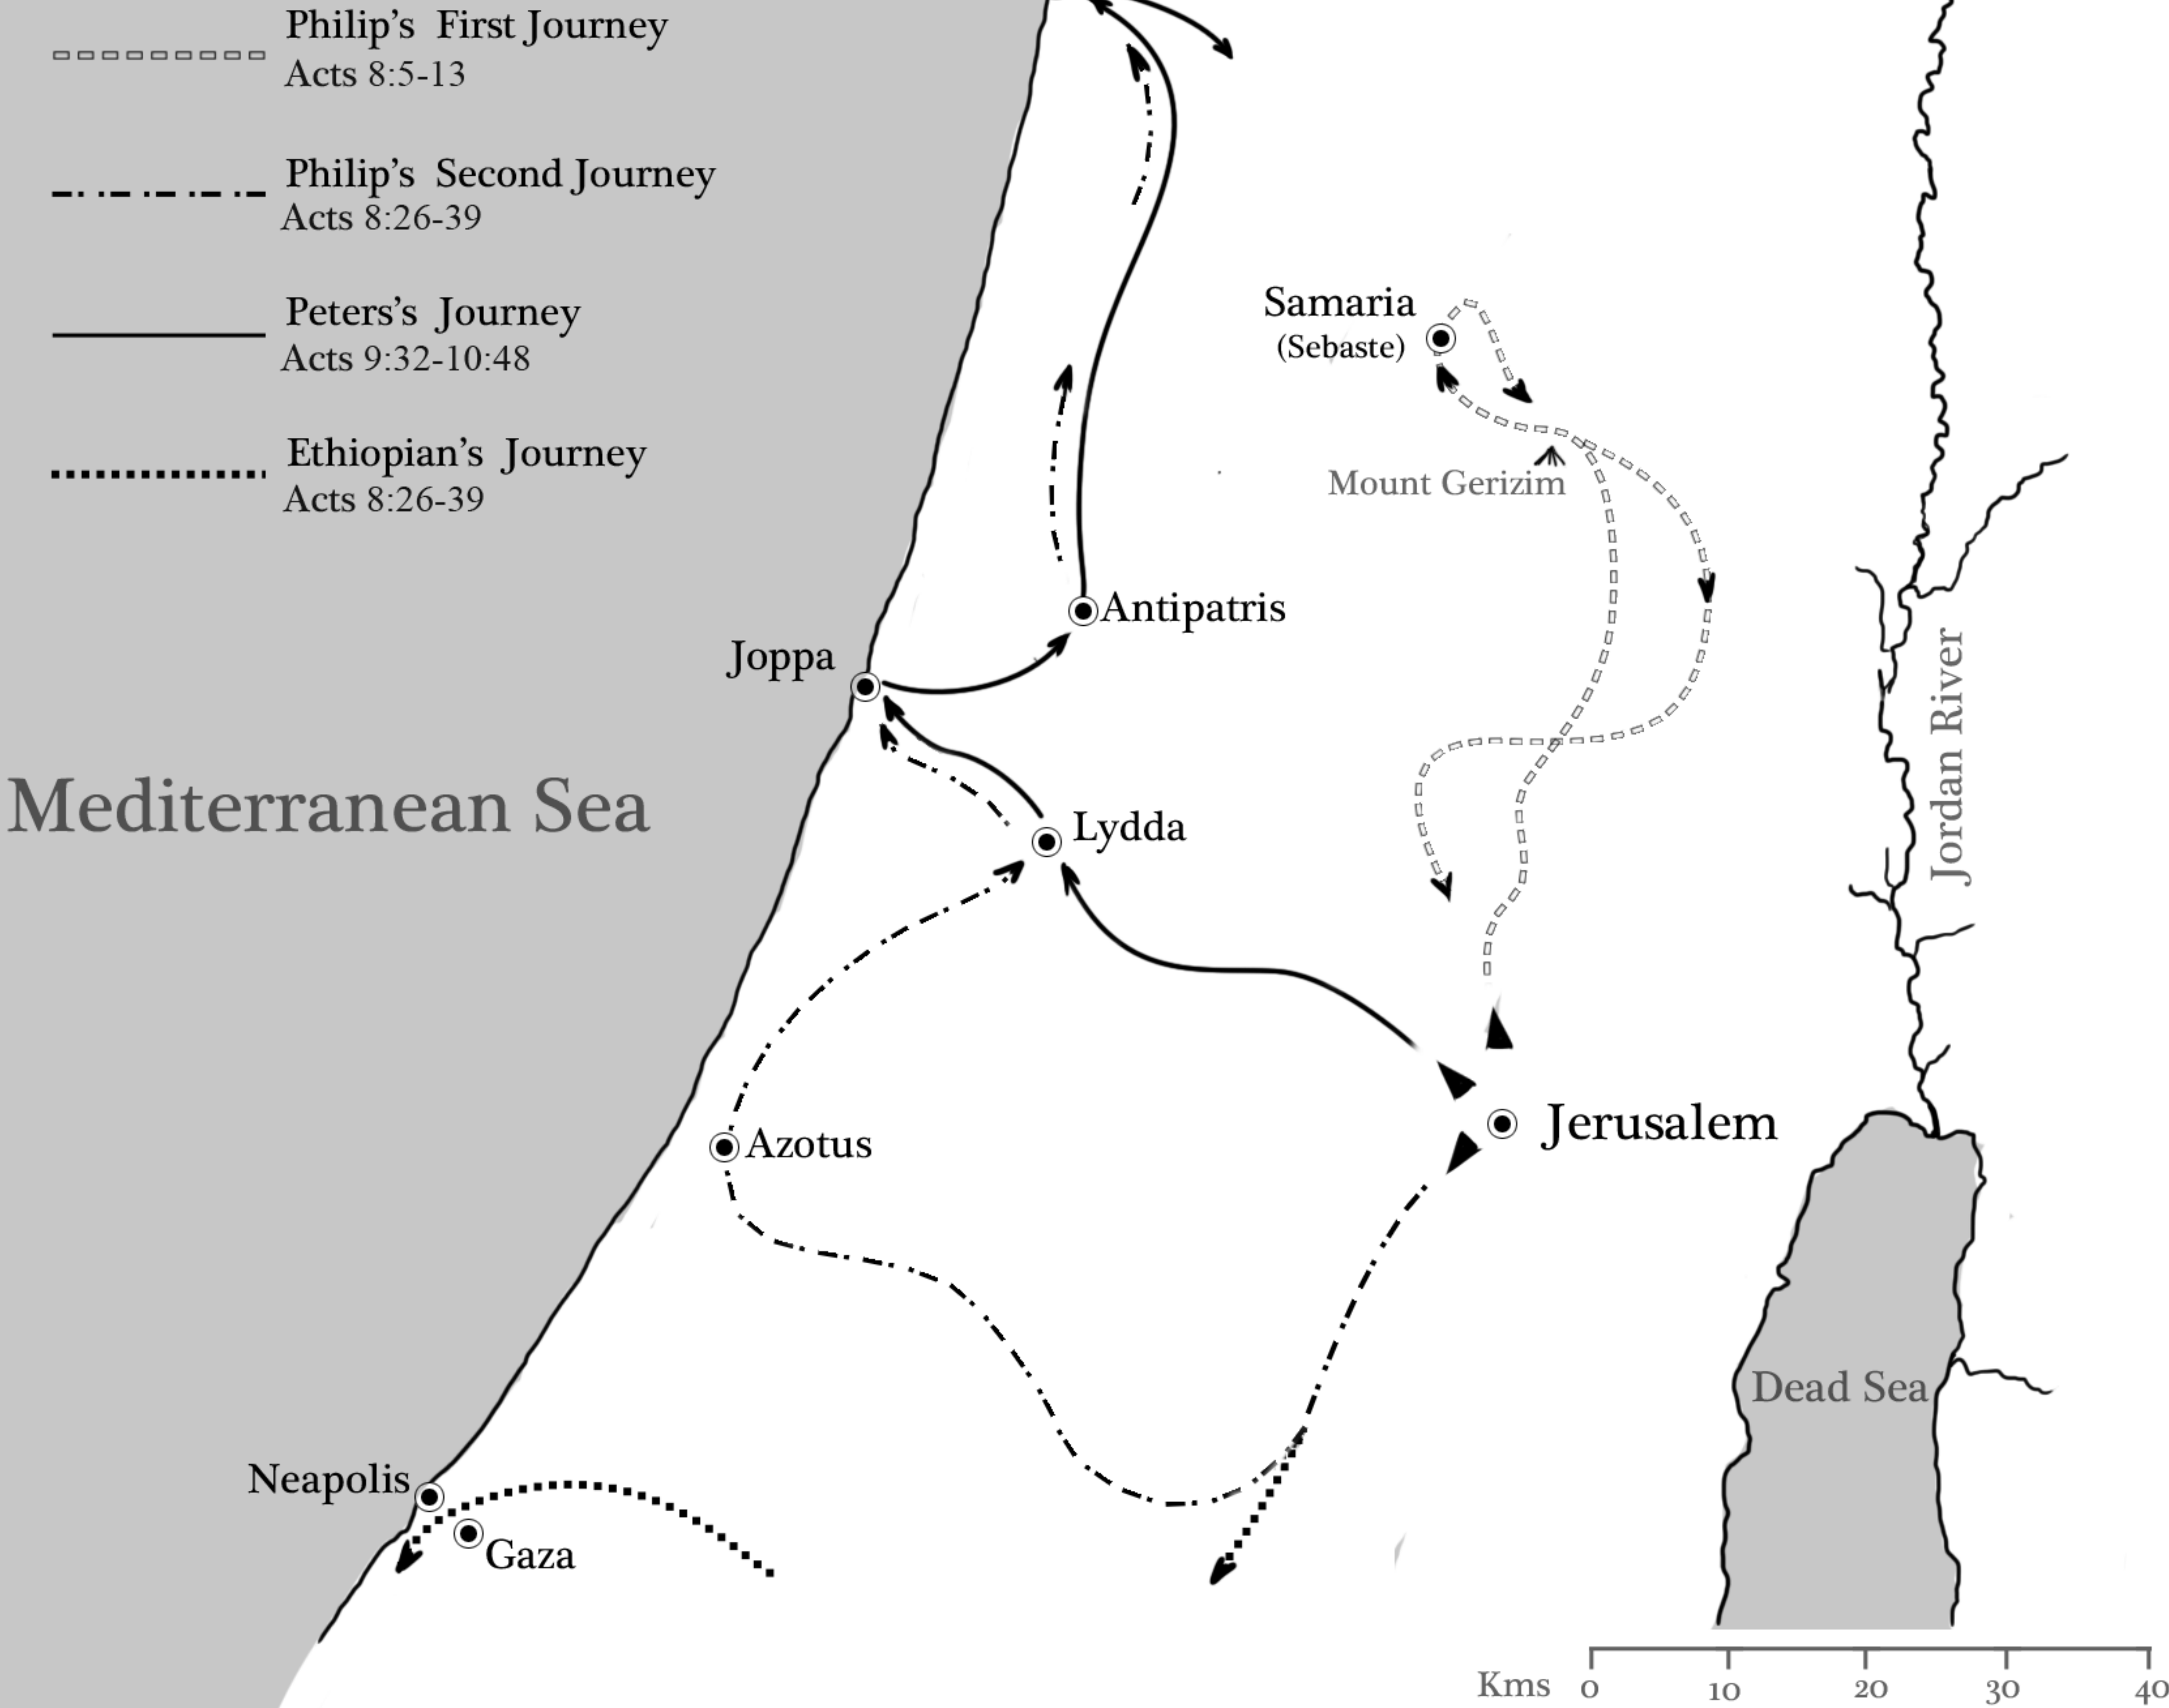 Philip’s First Journey
Acts 8:5-13
Philip’s Second Journey
Acts 8:26-39
Peters’s Journey
Acts 9:32-10:48
Ethiopian’s Journey
Acts 8:26-39
Samaria
(Sebaste)
Mount Gerizim
Antipatris
Joppa
Jordan River
Mediterranean Sea
Lydda
Jerusalem
Azotus
Dead Sea
Neapolis
Gaza
Kms 0 10 20 30 40